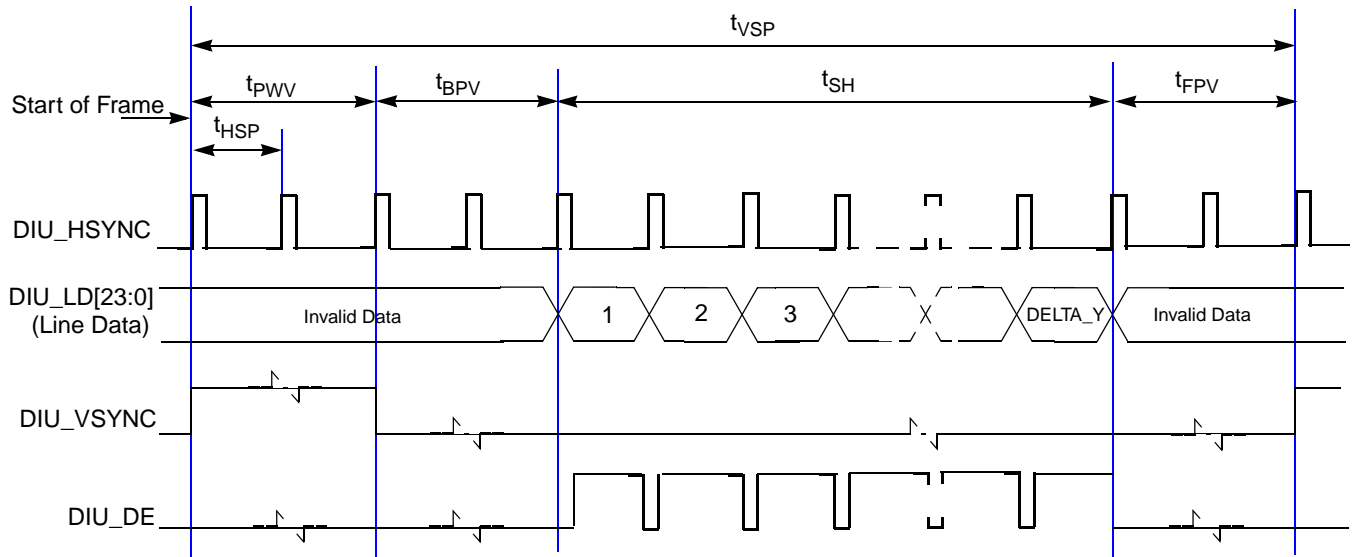 tVSP
tPWV tBPV tSH tFPV
Start of Frame
tHSP
DIU_HSYNC
DIU_LD[23:0]
(Line Data)
Invalid Data 1 2 3 DELTA_Y Invalid Data
DIU_VSYNC
DIU_DE